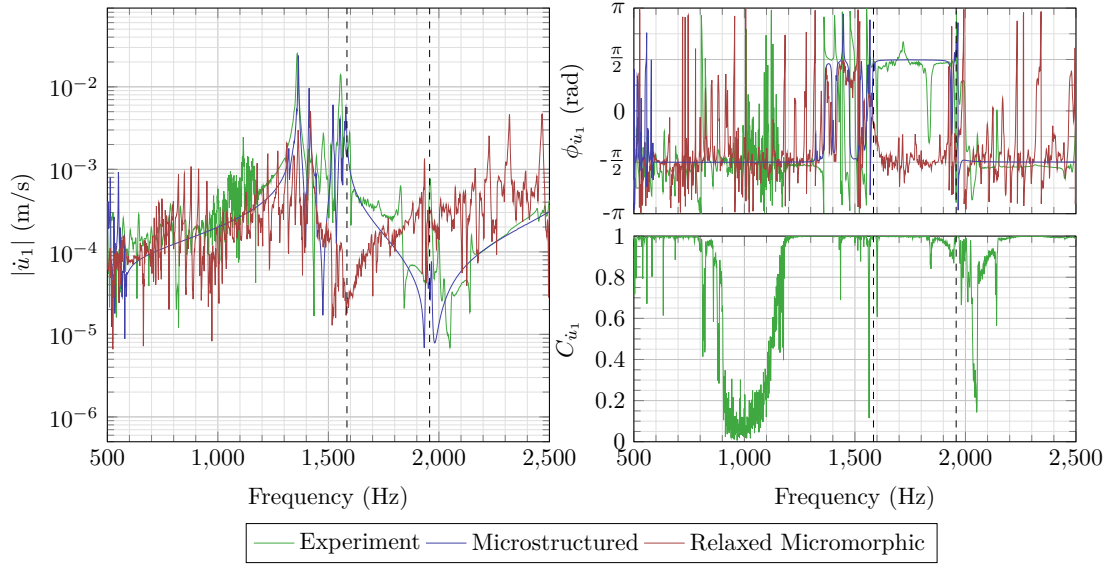 10⁻²
10⁻³
10⁻⁴
10⁻⁵
10⁻⁶
|u̇₁| (m/s)
500 1,000 1,500 2,000 2,500
Frequency (Hz)
π
π/2
0
-π/2
-π
ϕu̇₁ (rad)
1
0.8
0.6
0.4
0.2
0
Cu̇₁
500 1,000 1,500 2,000 2,500
Frequency (Hz)
Experiment Microstructured Relaxed Micromorphic